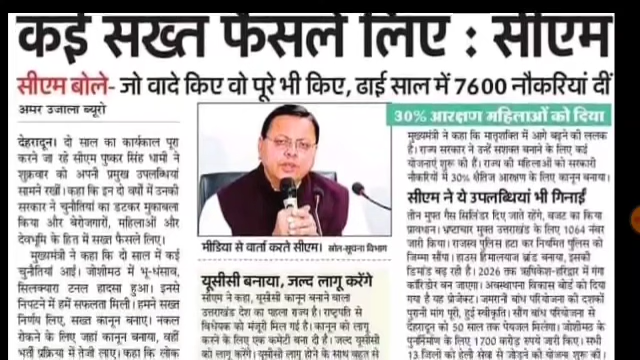 कई सख्त फैसले लिए : सीएम
सीएम बोले- जो वादे किए वो पूरे भी किए, ढाई साल में 7600 नौकरियां दीं
अमर उजाला ब्यूरो
देहरादून। दो साल का कार्यकाल पूरा
करने जा रहे सीएम पुष्कर सिंह धामी ने
शुक्रवार को अपनी प्रमुख उपलब्धियां
सामने रखीं। कहा कि इन दो वर्षों में उनकी
सरकार ने चुनौतियों का डटकर मुकाबला
किया और बेरोजगारों, महिलाओं और
देवभूमि के हित में सख्त फैसले लिए।
मुख्यमंत्री ने कहा कि दो साल में कई
चुनौतियां आईं। जोशीमठ में भू-धंसाव,
सिलक्यारा टनल हादसा हुआ। इनसे
निपटने में हमें सफलता मिली। हमने सख्त
निर्णय लिए, सख्त कानून बनाए। नकल
रोकने के लिए जहां कानून बनाया, वहीं
भर्ती प्रक्रिया में तेजी लाए। कहा कि लोक
मीडिया से वार्ता करते सीएम। स्रोत-सूचना विभाग
यूसीसी बनाया, जल्द लागू करेंगे
सीएम ने कहा, यूसीसी कानून बनाने वाला
उत्तराखंड देश का पहला राज्य है। राष्ट्रपति से
विधेयक को मंजूरी मिल गई है। कानून को लागू
करने के लिए एक कमेटी बना दी है। जल्द यूसीसी
को लागू करेंगे। यूसीसी लागू होने के साथ बहुत से
30% आरक्षण महिलाओं को दिया
मुख्यमंत्री ने कहा कि मातृशक्ति में आगे बढ़ने की ललक
है। राज्य सरकार ने उन्हें सशक्त बनाने के लिए कई
योजनाएं शुरू की हैं। राज्य की महिलाओं को सरकारी
नौकरियों में 30% क्षैतिज आरक्षण के लिए कानून बनाया।
सीएम ने ये उपलब्धियां भी गिनाईं
तीन मुफ्त गैस सिलिंडर दिए जाते रहेंगे, बजट का किया
प्रावधान। भ्रष्टाचार मुक्त उत्तराखंड के लिए 1064 नंबर
जारी किया। राजस्व पुलिस हटा कर नियमित पुलिस को
जिम्मा सौंपा। हाउस ऑफ हिमालयाज ब्रांड बनाया, इसकी
डिमांड बढ़ रही है। 2026 तक ऋषिकेश-हरिद्वार में गंगा
कॉरिडोर बन जाएगा। अवस्थापना विकास बोर्ड को दिया
गया है यह प्रोजेक्ट। जमरानी बांध परियोजना की दशकों
पुरानी मांग पूरी, हुई स्वीकृति। सौंग बांध परियोजना से
देहरादून को 50 साल तक पेयजल मिलेगा। जोशीमठ के
पुनर्निर्माण के लिए 1700 करोड़ रुपये जारी किए। सभी
13 जिलों को हेली सेवा से जोड़ने की योजना शुरू की।